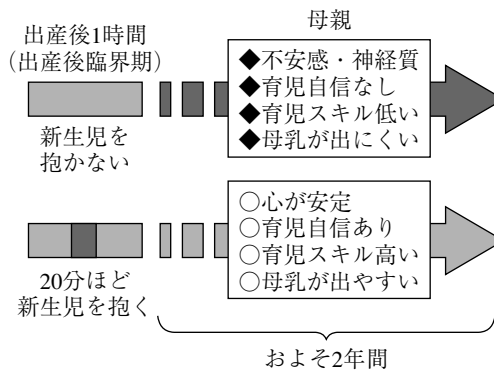 母親
出産後1時間
（出産後臨界期）
◆不安感・神経質
◆育児自信なし
◆育児スキル低い
◆母乳が出にくい
新生児を
抱かない
○心が安定
○育児自信あり
○育児スキル高い
○母乳が出やすい
20分ほど
新生児を抱く
およそ2年間